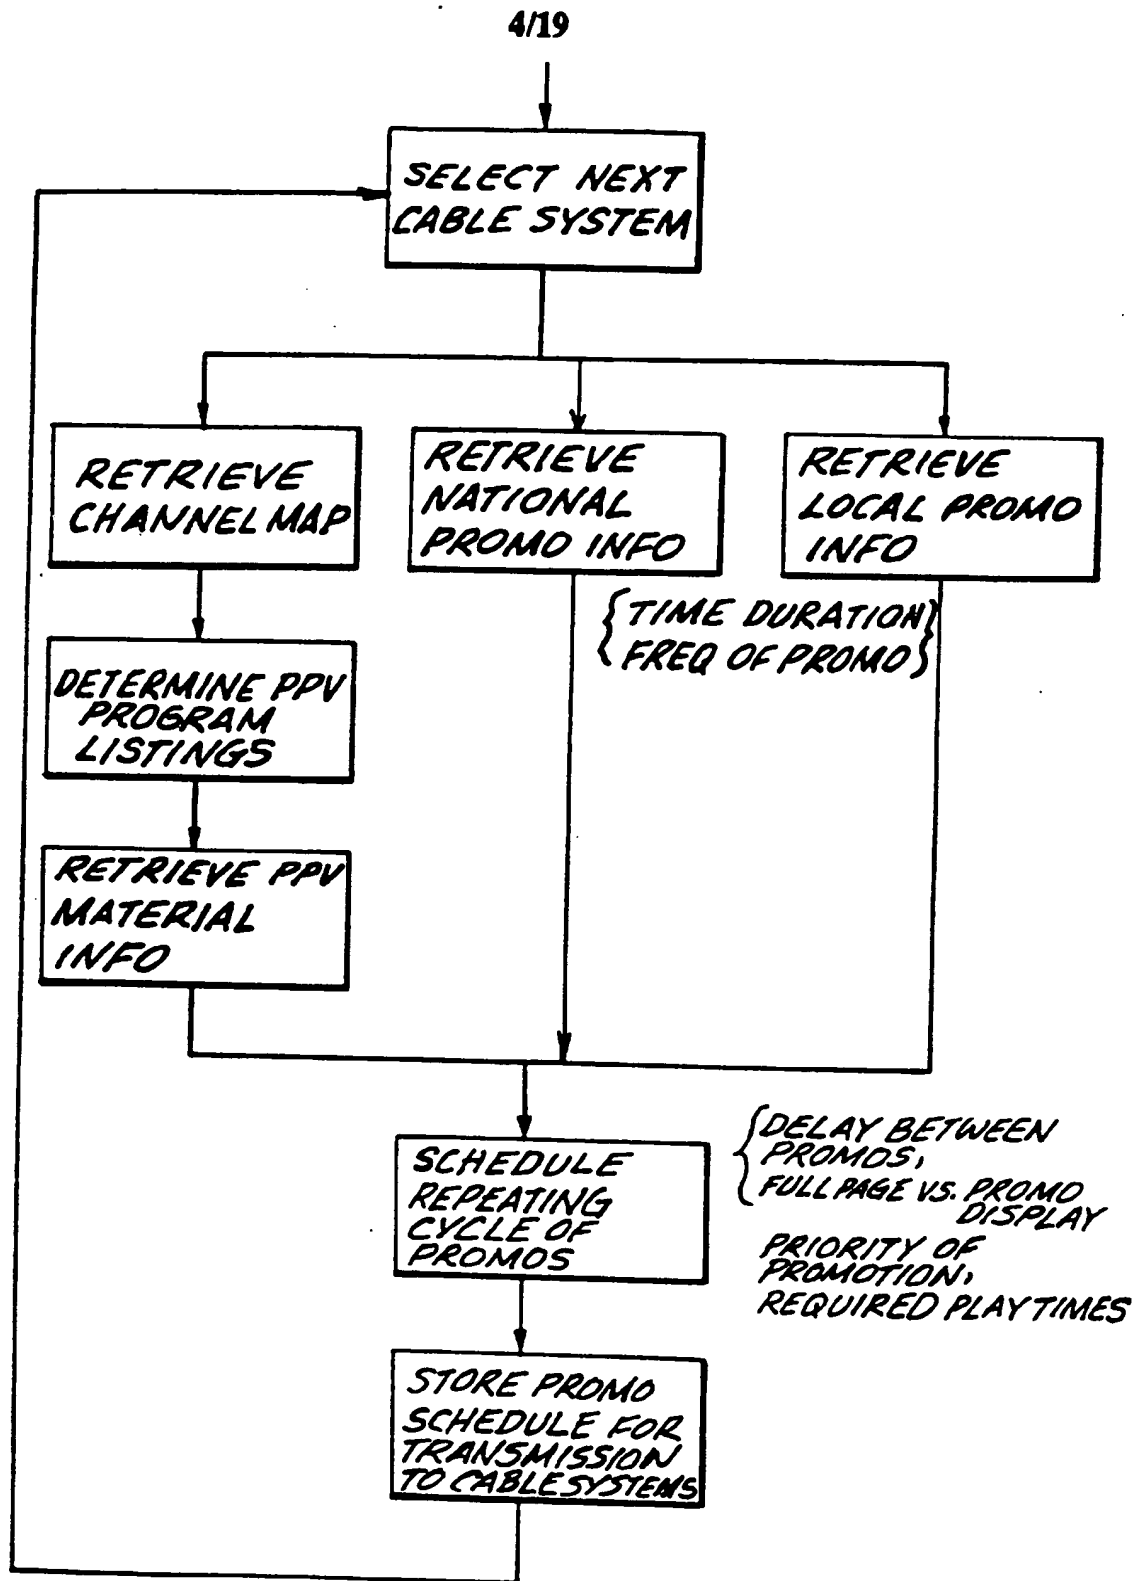 4/19
SELECT NEXT
CABLE SYSTEM
RETRIEVE
CHANNEL MAP
RETRIEVE
NATIONAL
PROMO INFO
RETRIEVE
LOCAL PROMO
INFO
{ TIME DURATION }
{ FREQ OF PROMO }
DETERMINE PPV
PROGRAM
LISTINGS
RETRIEVE PPV
MATERIAL
INFO
SCHEDULE
REPEATING
CYCLE OF
PROMOS
{ DELAY BETWEEN
PROMOS,
FULL PAGE VS. PROMO
DISPLAY
PRIORITY OF
PROMOTION,
REQUIRED PLAY TIMES
STORE PROMO
SCHEDULE FOR
TRANSMISSION
TO CABLE SYSTEMS